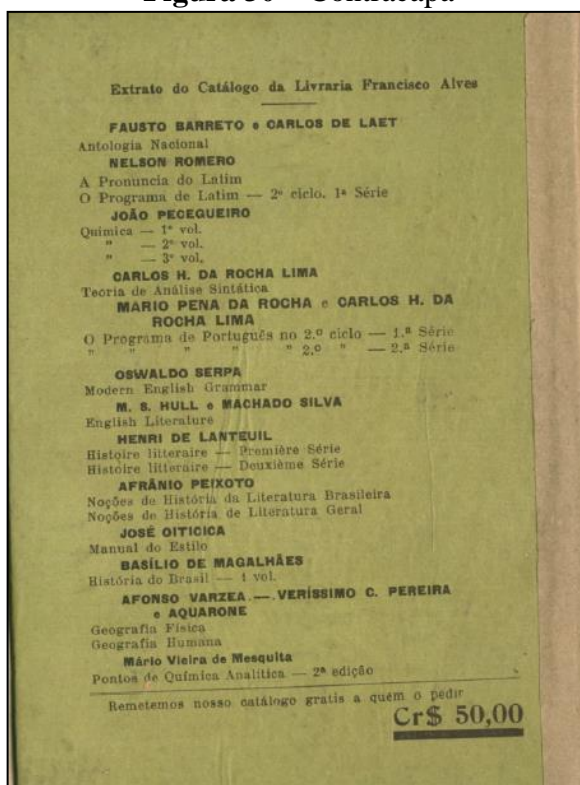 Extrato do Catálogo da Livraria Francisco Alves
FAUSTO BARRETO e CARLOS DE LAET
Antologia Nacional
NELSON ROMERO
A Pronuncia do Latim
O Programa de Latim — 2º ciclo. 1ª Série
JOÃO PECEGUEIRO
Química — 1º vol.
" — 2º vol.
" — 3º vol.
CARLOS H. DA ROCHA LIMA
Teoria de Análise Sintática
MARIO PENA DA ROCHA e CARLOS H. DA
ROCHA LIMA
O Programa de Português no 2.º ciclo — 1.ª Série
" " " " " 2.º " — 2.ª Série
OSWALDO SERPA
Modern English Grammar
M. S. HULL e MACHADO SILVA
English Literature
HENRI DE LANTEUIL
Histoire litteraire — Première Série
Histoire litteraire — Deuxième Série
AFRÂNIO PEIXOTO
Noções de História da Literatura Brasileira
Noções de História de Literatura Geral
JOSÉ OITICICA
Manual do Estilo
BASÍLIO DE MAGALHÃES
História do Brasil — 1 vol.
AFONSO VARZEA — VERÍSSIMO C. PEREIRA
e AQUARONE
Geografia Física
Geografia Humana
Mário Vieira de Mesquita
Pontos de Química Analítica — 2ª edição
Remetemos nosso catálogo gratis a quem o pedir
Cr$ 50,00